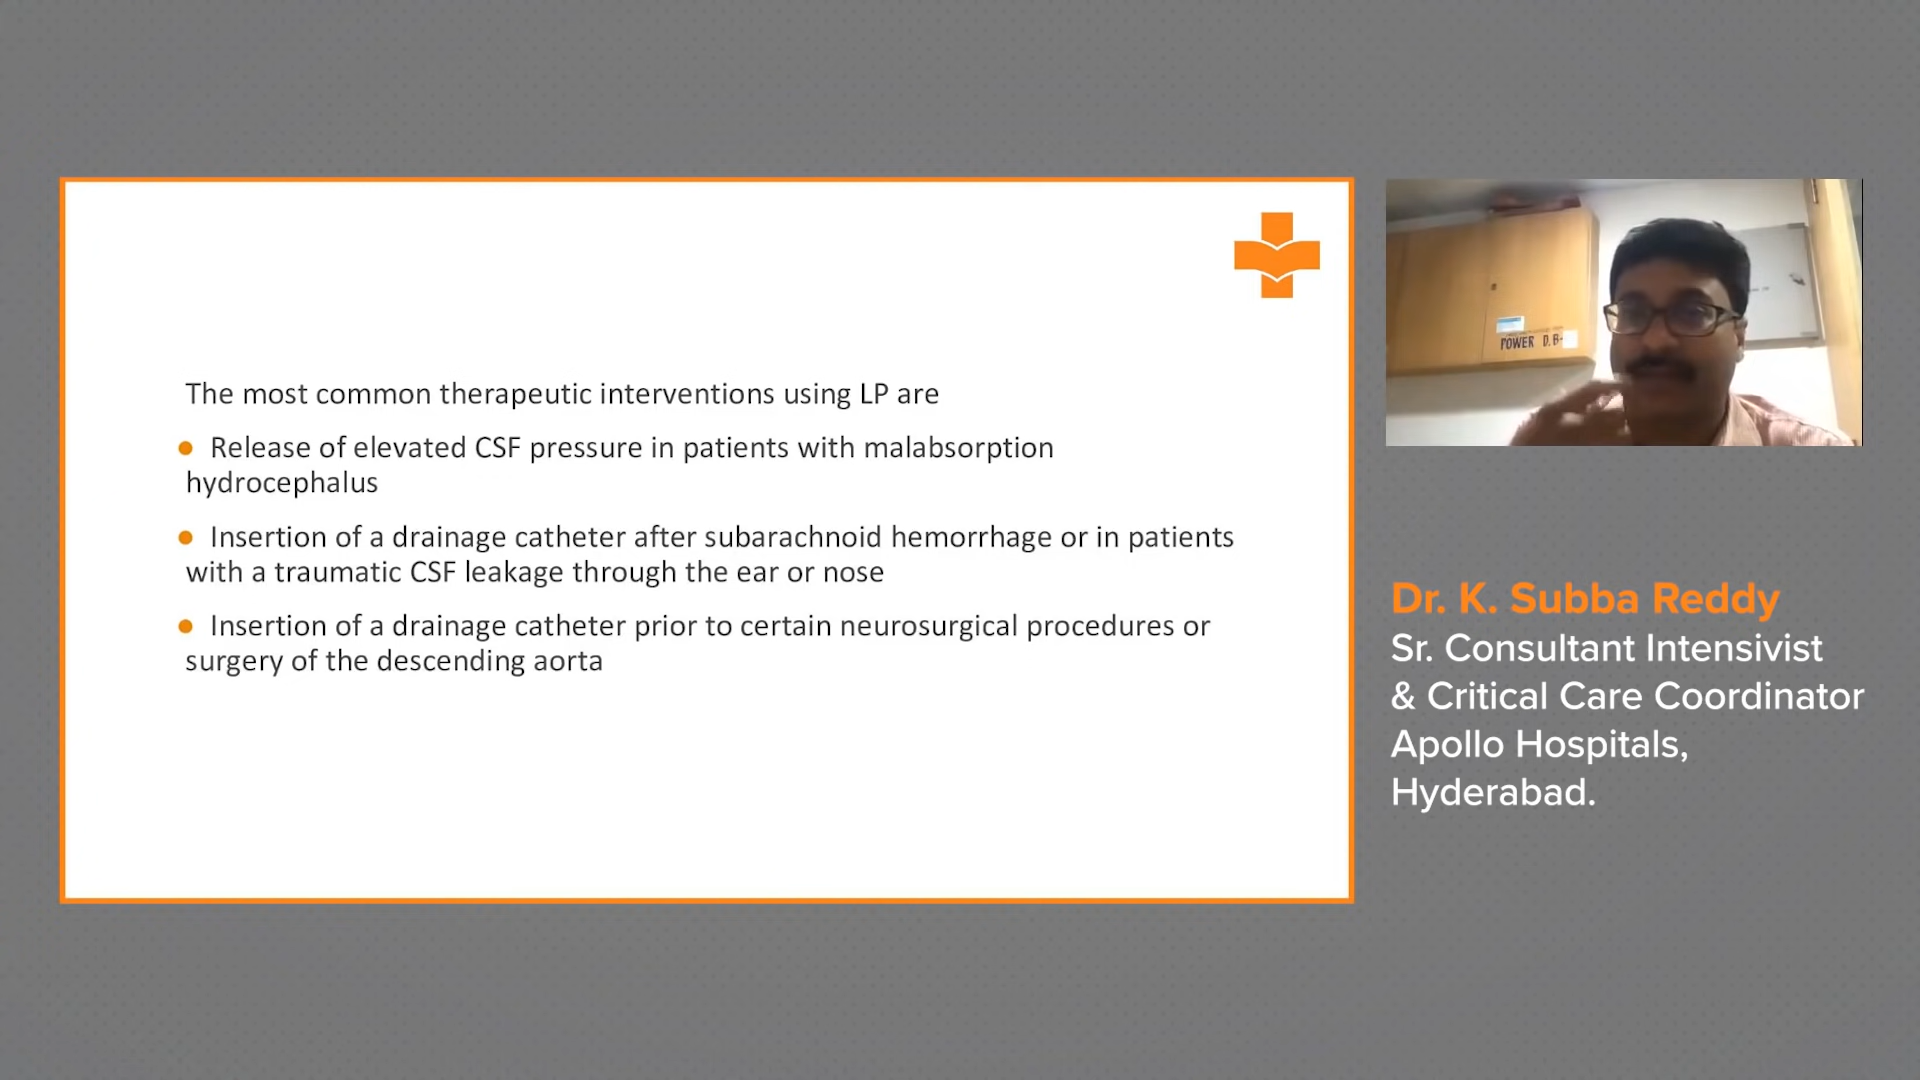 The most common therapeutic interventions using LP are
● Release of elevated CSF pressure in patients with malabsorption
hydrocephalus
● Insertion of a drainage catheter after subarachnoid hemorrhage or in patients
with a traumatic CSF leakage through the ear or nose
● Insertion of a drainage catheter prior to certain neurosurgical procedures or
surgery of the descending aorta
POWER D.B-
Dr. K. Subba Reddy
Sr. Consultant Intensivist
& Critical Care Coordinator
Apollo Hospitals,
Hyderabad.